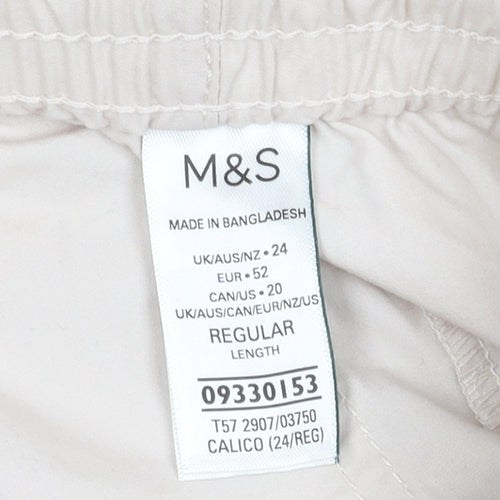 M&S
MADE IN BANGLADESH
UK/AUS/NZ • 24
EUR • 52
CAN/US • 20
UK/AUS/CAN/EUR/NZ/US
REGULAR
LENGTH
09330153
T57 2907/03750
CALICO (24/REG)